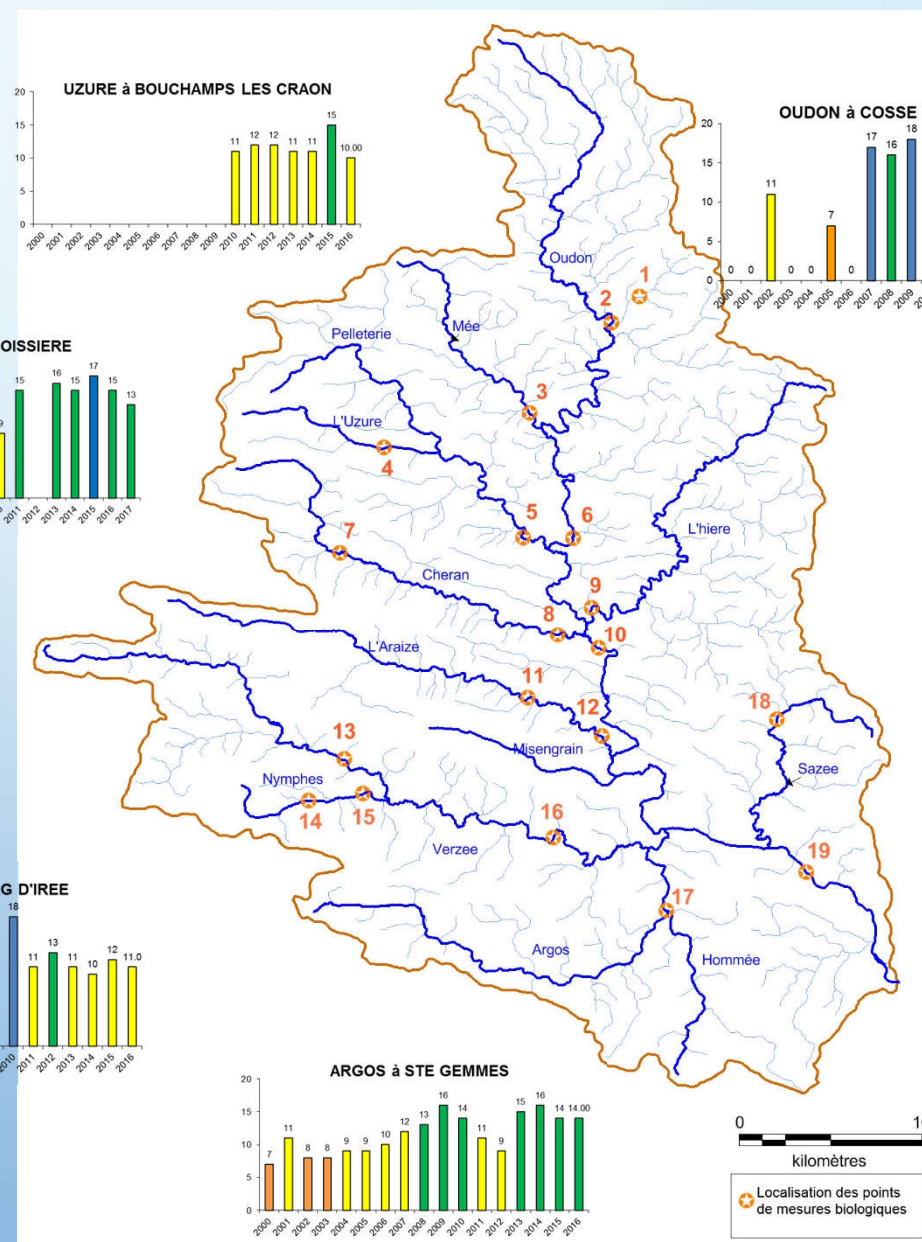 UZURE à BOUCHAMPS LES CRAON
20
15
10
5
0
11 12 12 11 11 15 10.00
2000 2001 2002 2003 2004 2005 2006 2007 2008 2009 2010 2011 2012 2013 2014 2015 2016
OUDON à COSSE
20
15
10
5
0
0 0 11 0 0 7 0 17 16 18
2000 2001 2002 2003 2004 2005 2006 2007 2008 2009
OISSIERE
9 15 16 15 17 15 13
2011 2012 2013 2014 2015 2016 2017
G D'IREE
18 11 13 11 10 12 11.0
2010 2011 2012 2013 2014 2015 2016
Oudon
1
2
Mée
Pelleterie
3
L'Uzure
4
5
6
L'hiere
7
Cheran
9
8
10
L'Araize
11
12
18
13
Misengrain
Sazee
Nymphes
14
15
16
Verzee
19
17
Argos
Hommée
ARGOS à STE GEMMES
20
15
10
5
0
7 11 8 8 9 9 10 12 13 16 14 11 9 15 16 14 14.00
2000 2001 2002 2003 2004 2005 2006 2007 2008 2009 2010 2011 2012 2013 2014 2015 2016
0
kilomètres
Localisation des points
de mesures biologiques